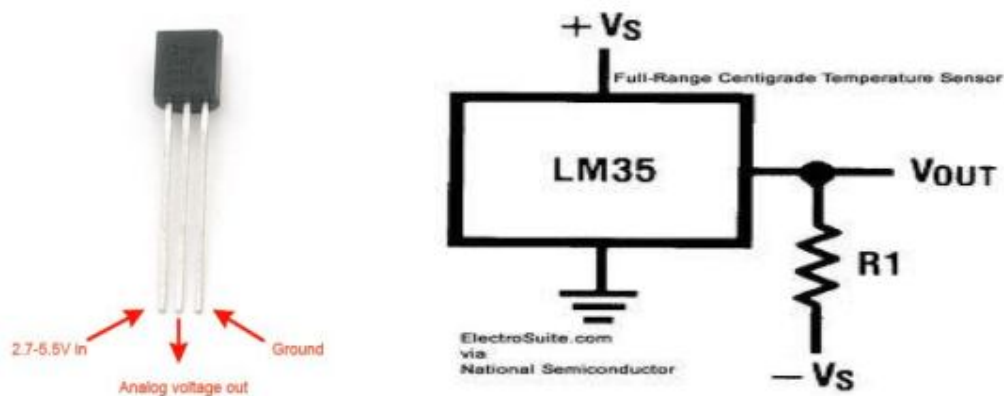 2.7-5.5V In
Ground
Analog voltage out
+ VS
Full-Range Centigrade Temperature Sensor
LM35
VOUT
R1
ElectroSuite.com
via
National Semiconductor
− VS